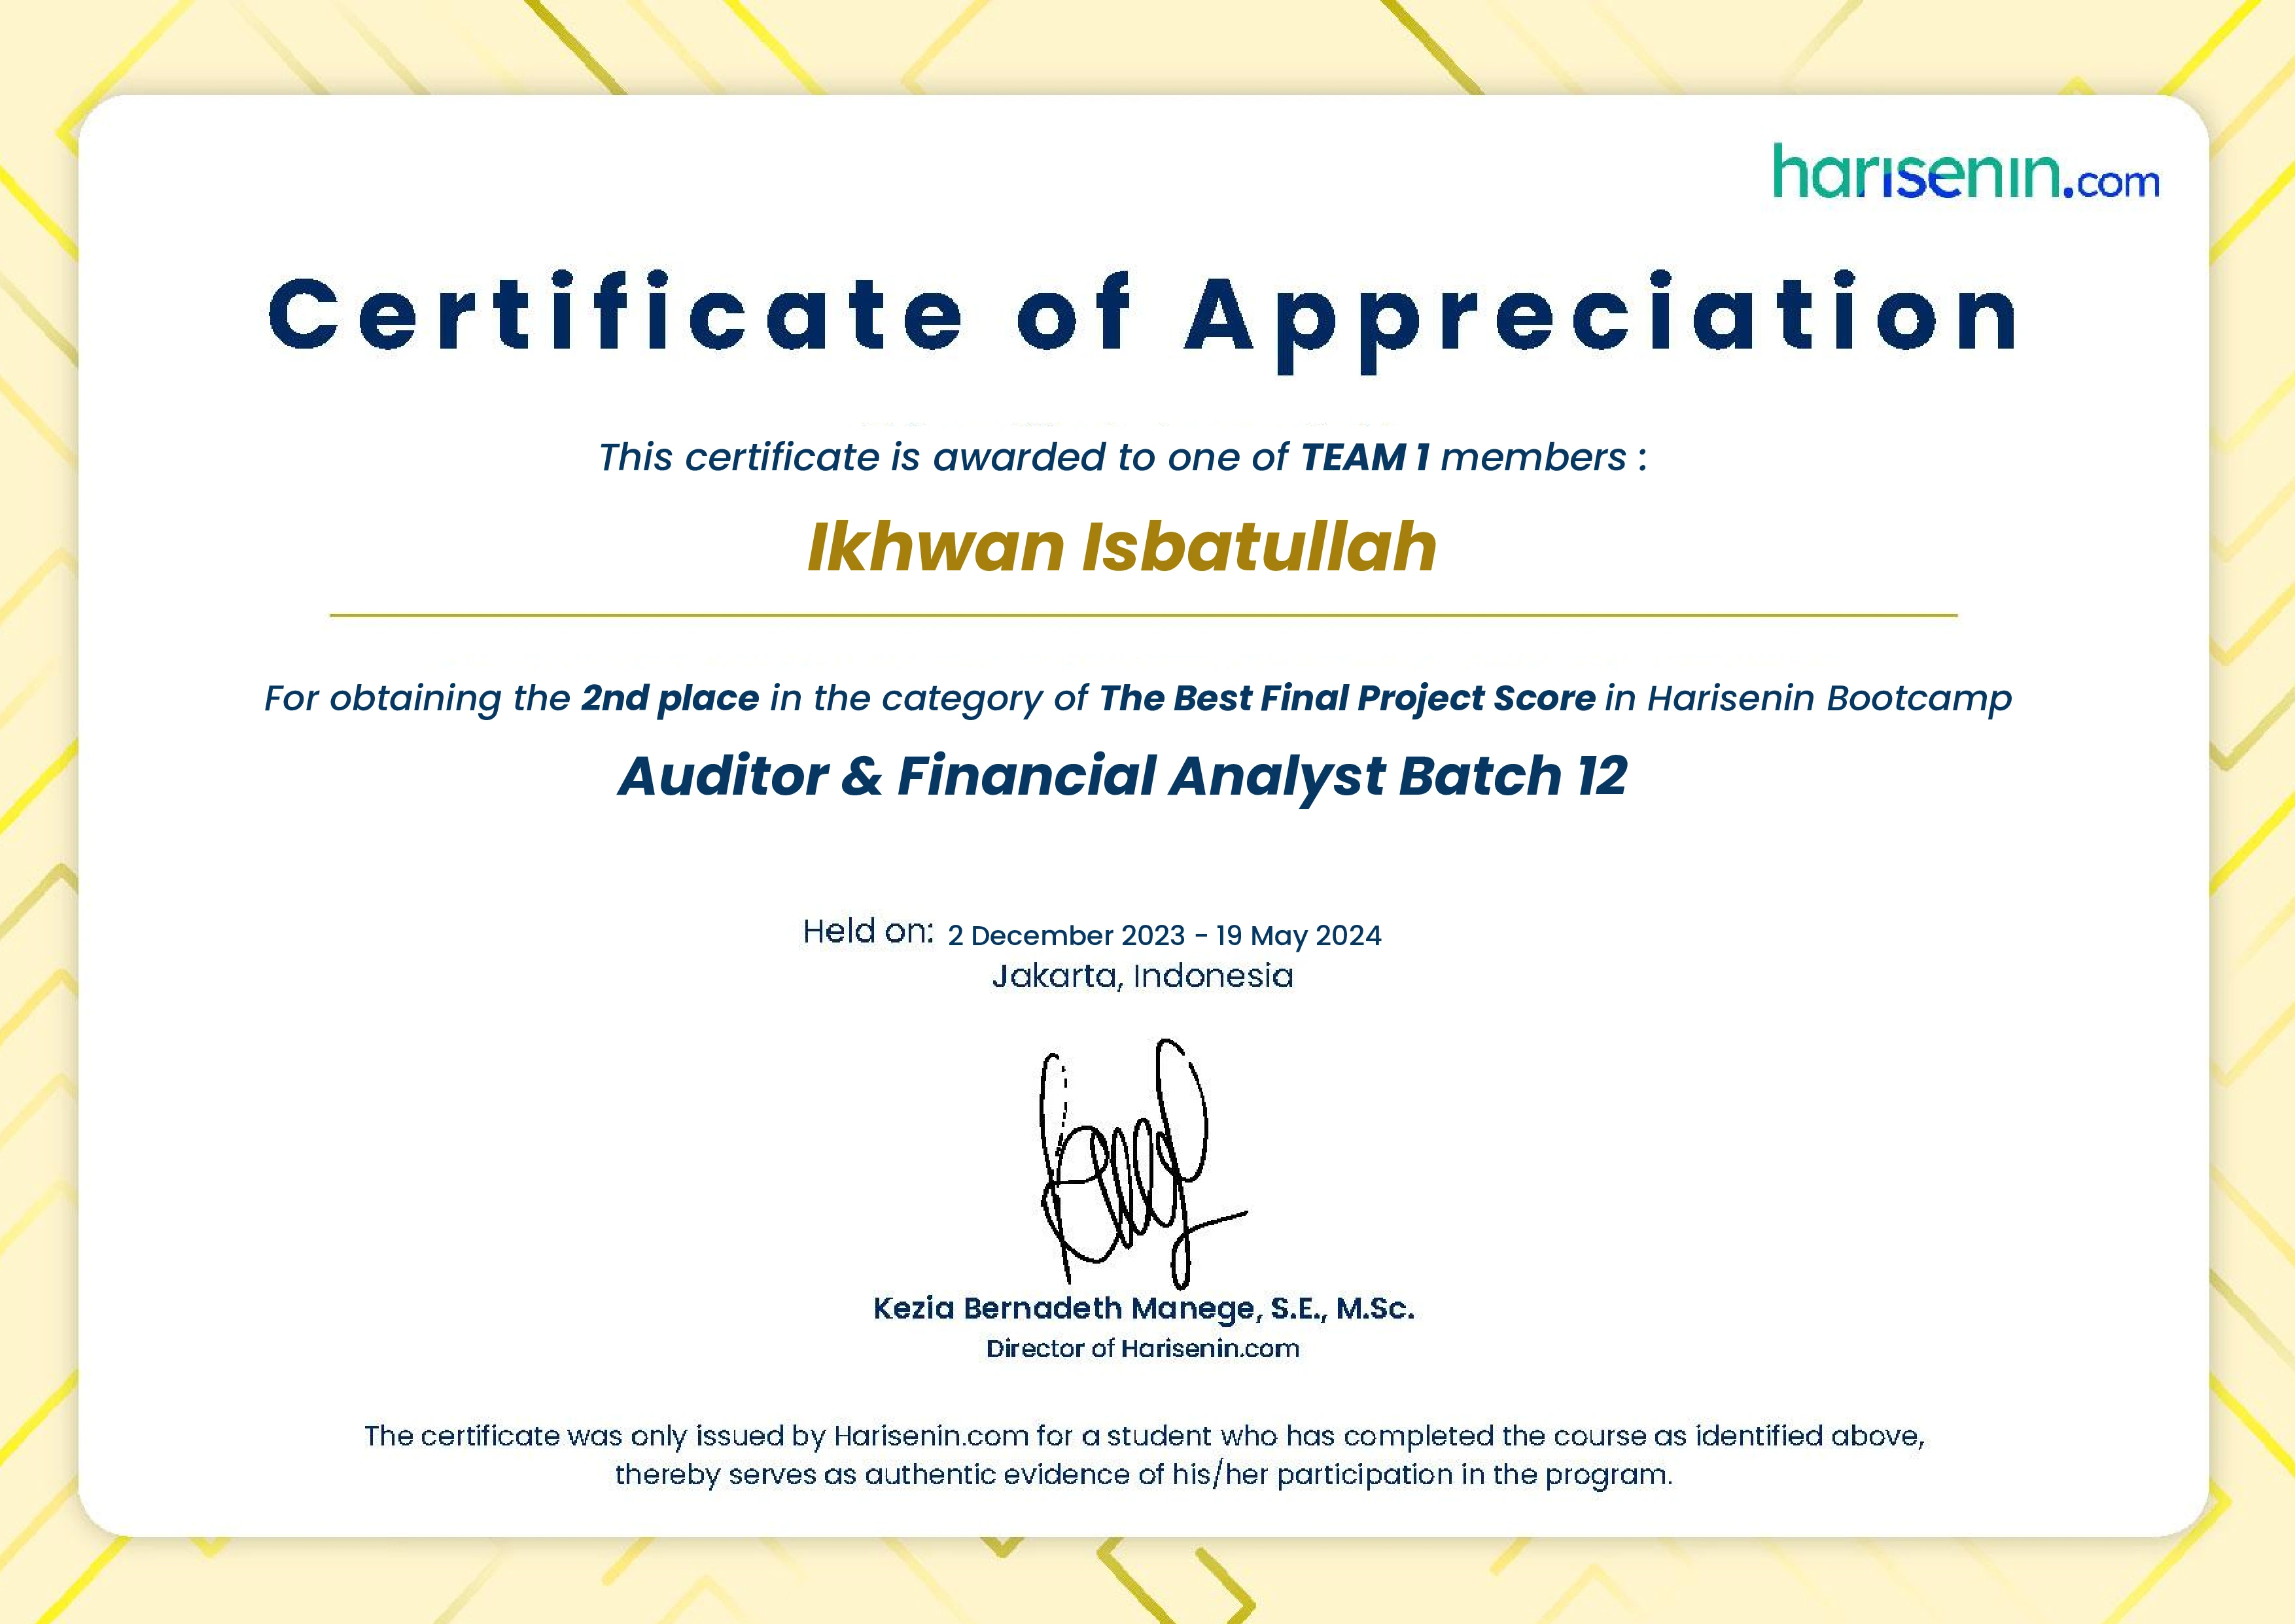 harisenin.com
Certificate of Appreciation
This certificate is awarded to one of TEAM 1 members :
Ikhwan Isbatullah
For obtaining the 2nd place in the category of The Best Final Project Score in Harisenin Bootcamp
Auditor & Financial Analyst Batch 12
Held on: 2 December 2023 - 19 May 2024
Jakarta, Indonesia
Kezia Bernadeth Manege, S.E., M.Sc.
Director of Harisenin.com
The certificate was only issued by Harisenin.com for a student who has completed the course as identified above,
thereby serves as authentic evidence of his/her participation in the program.